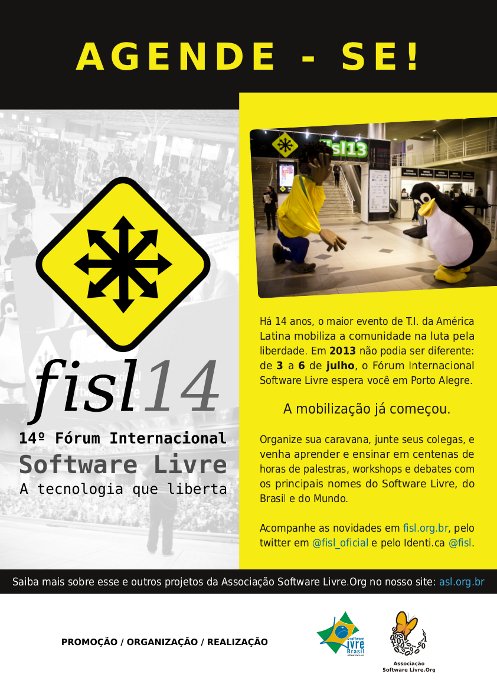 AGENDE - SE!
fisl13
fisl14
14º Fórum Internacional
Software Livre
A tecnologia que liberta
Há 14 anos, o maior evento de T.I. da América
Latina mobiliza a comunidade na luta pela
liberdade. Em 2013 não podia ser diferente:
de 3 a 6 de julho, o Fórum Internacional
Software Livre espera você em Porto Alegre.
A mobilização já começou.
Organize sua caravana, junte seus colegas, e
venha aprender e ensinar em centenas de
horas de palestras, workshops e debates com
os principais nomes do Software Livre, do
Brasil e do Mundo.
Acompanhe as novidades em fisl.org.br, pelo
twitter em @fisl_oficial e pelo Identi.ca @fisl.
Saiba mais sobre esse e outros projetos da Associação Software Livre.Org no nosso site: asl.org.br
PROMOÇÃO / ORGANIZAÇÃO / REALIZAÇÃO
software
livre
Brasil
Associação
Software Livre.Org